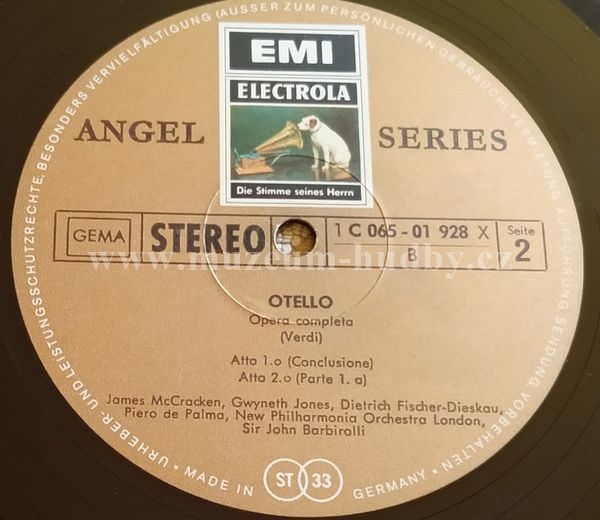 URHEBER- UND LEISTUNGSSCHUTZRECHTE, BESONDERS VERVIELFÄLTIGUNG (AUSSER ZUM PERSÖNLICHEN GEBRAUCH) VERMIETUNG, AUFFÜHRUNG, SENDUNG, VORBEHALTEN
EMI
ELECTROLA
Die Stimme seines Herrn
ANGEL SERIES
GEMA STEREO 1 C 065-01 928 X Seite 2
B
www.muzeum-hudby.cz
OTELLO
Opera completa
(Verdi)
Atto 1.o (Conclusione)
Atto 2.o (Parte 1. a)
James McCracken, Gwyneth Jones, Dietrich Fischer-Dieskau,
Piero de Palma, New Philharmonia Orchestra London,
Sir John Barbirolli
• MADE IN ST 33 GERMANY •